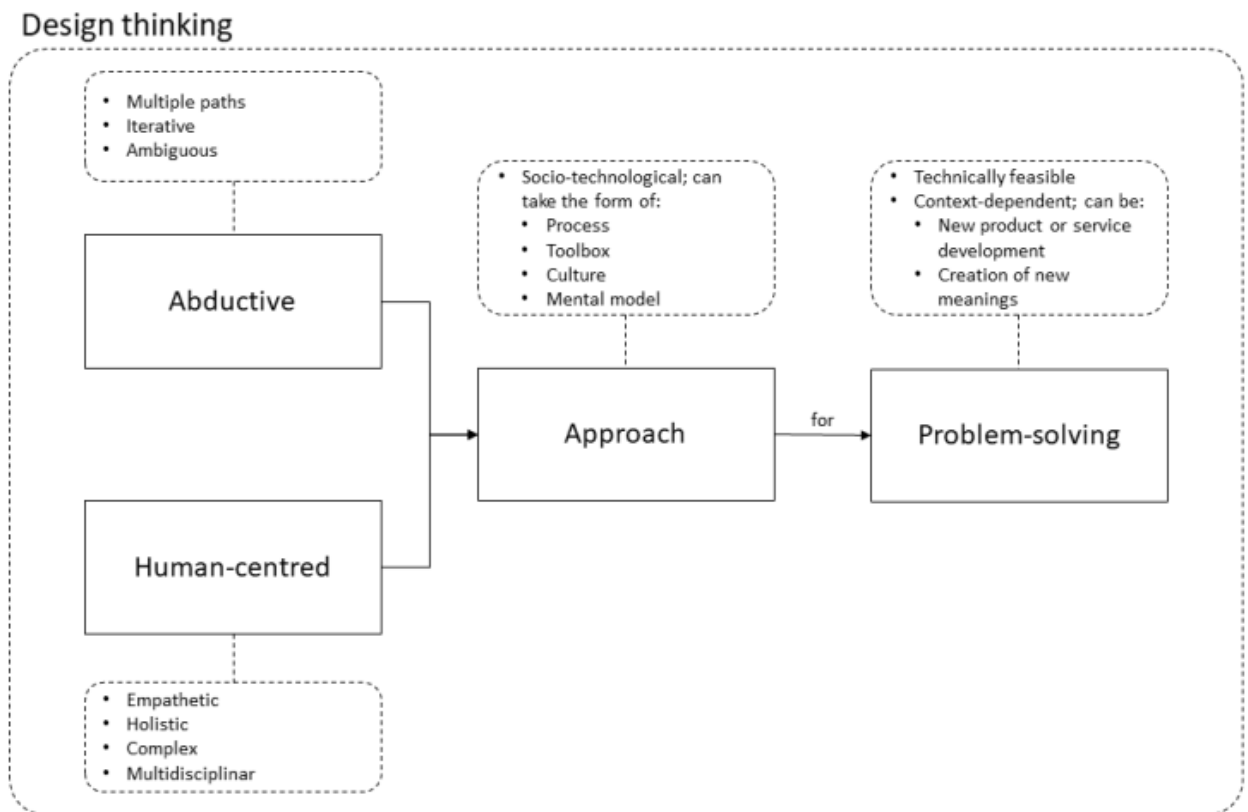 Design thinking
• Multiple paths
• Iterative
• Ambiguous
Abductive
Human-centred
• Empathetic
• Holistic
• Complex
• Multidisciplinar
• Socio-technological; can
take the form of:
• Process
• Toolbox
• Culture
• Mental model
Approach
for
• Technically feasible
• Context-dependent; can be:
• New product or service
development
• Creation of new
meanings
Problem-solving